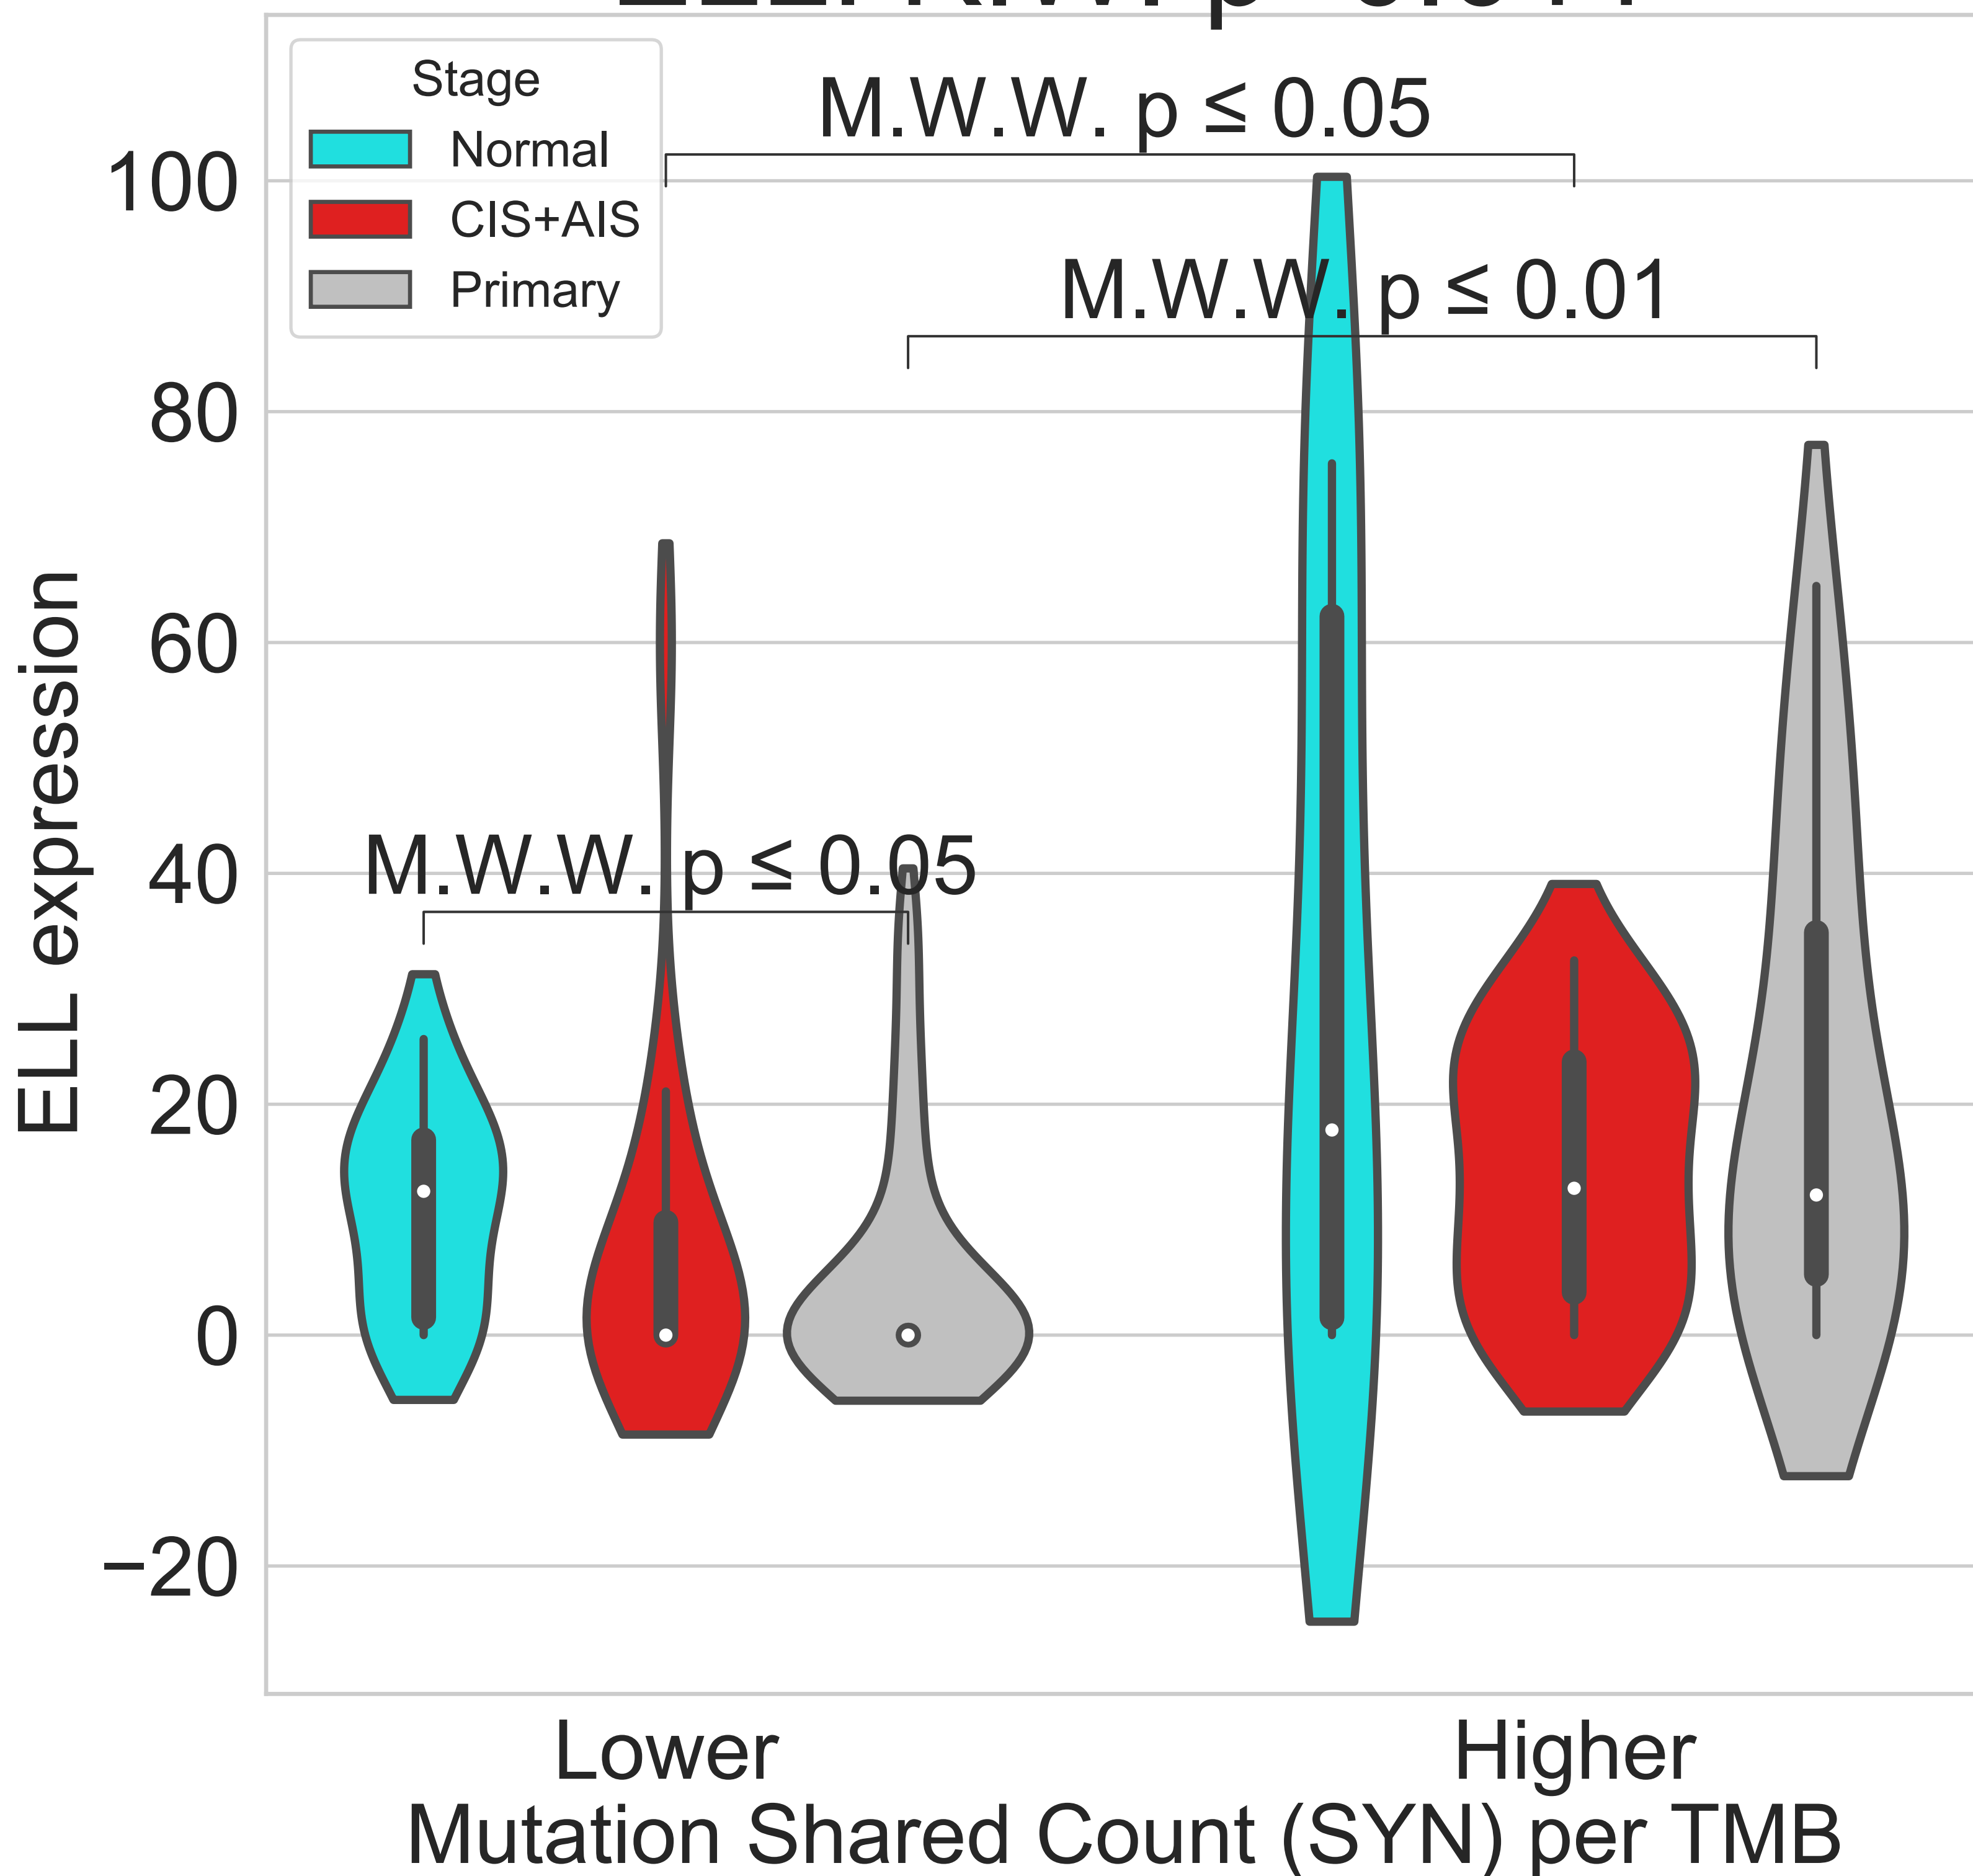 Stage
Normal
CIS+AIS
Primary
M.W.W. p ≤ 0.05
M.W.W. p ≤ 0.01
M.W.W. p ≤ 0.05
100
80
60
40
20
0
−20
ELL expression
Lower
Higher
Mutation Shared Count (SYN) per TMB